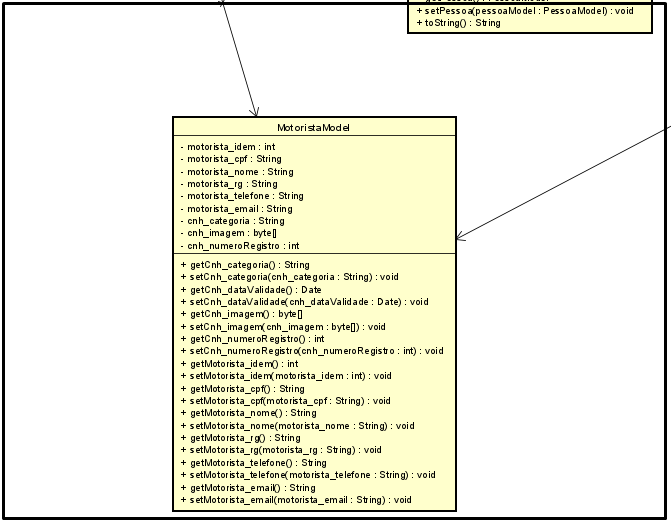 + setPessoa(pessoaModel : PessoaModel) : void
+ toString() : String
MotoristaModel
- motorista_idem : int
- motorista_cpf : String
- motorista_nome : String
- motorista_rg : String
- motorista_telefone : String
- motorista_email : String
- cnh_categoria : String
- cnh_imagem : byte[]
- cnh_numeroRegistro : int
+ getCnh_categoria() : String
+ setCnh_categoria(cnh_categoria : String) : void
+ getCnh_dataValidade() : Date
+ setCnh_dataValidade(cnh_dataValidade : Date) : void
+ getCnh_imagem() : byte[]
+ setCnh_imagem(cnh_imagem : byte[]) : void
+ getCnh_numeroRegistro() : int
+ setCnh_numeroRegistro(cnh_numeroRegistro : int) : void
+ getMotorista_idem() : int
+ setMotorista_idem(motorista_idem : int) : void
+ getMotorista_cpf() : String
+ setMotorista_cpf(motorista_cpf : String) : void
+ getMotorista_nome() : String
+ setMotorista_nome(motorista_nome : String) : void
+ getMotorista_rg() : String
+ setMotorista_rg(motorista_rg : String) : void
+ getMotorista_telefone() : String
+ setMotorista_telefone(motorista_telefone : String) : void
+ getMotorista_email() : String
+ setMotorista_email(motorista_email : String) : void